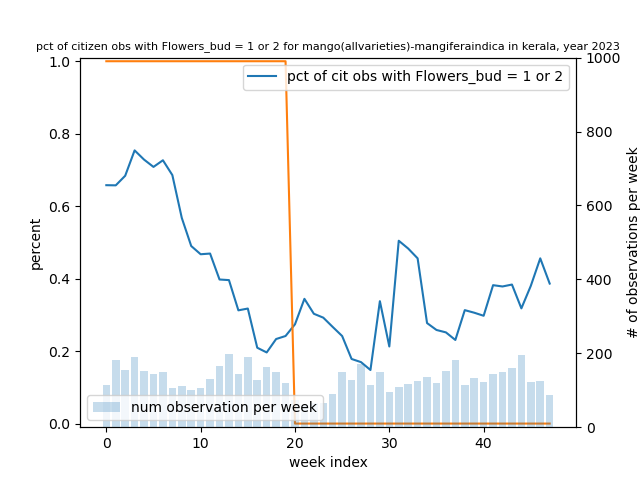 pct of citizen obs with Flowers_bud = 1 or 2 for mango(allvarieties)-mangiferaindica in kerala, year 2023
pct of cit obs with Flowers_bud = 1 or 2
1.0
0.8
0.6
0.4
0.2
0.0
percent
1000
800
600
400
200
0
# of observations per week
num observation per week
0
10
20
30
40
week index